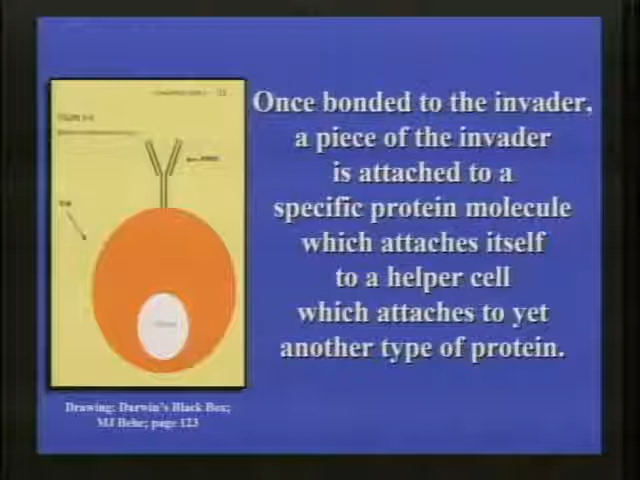 Once bonded to the invader,
a piece of the invader
is attached to a
specific protein molecule
which attaches itself
to a helper cell
which attaches to yet
another type of protein.
Drawing: Darwin's Black Box;
MJ Behe; page 123